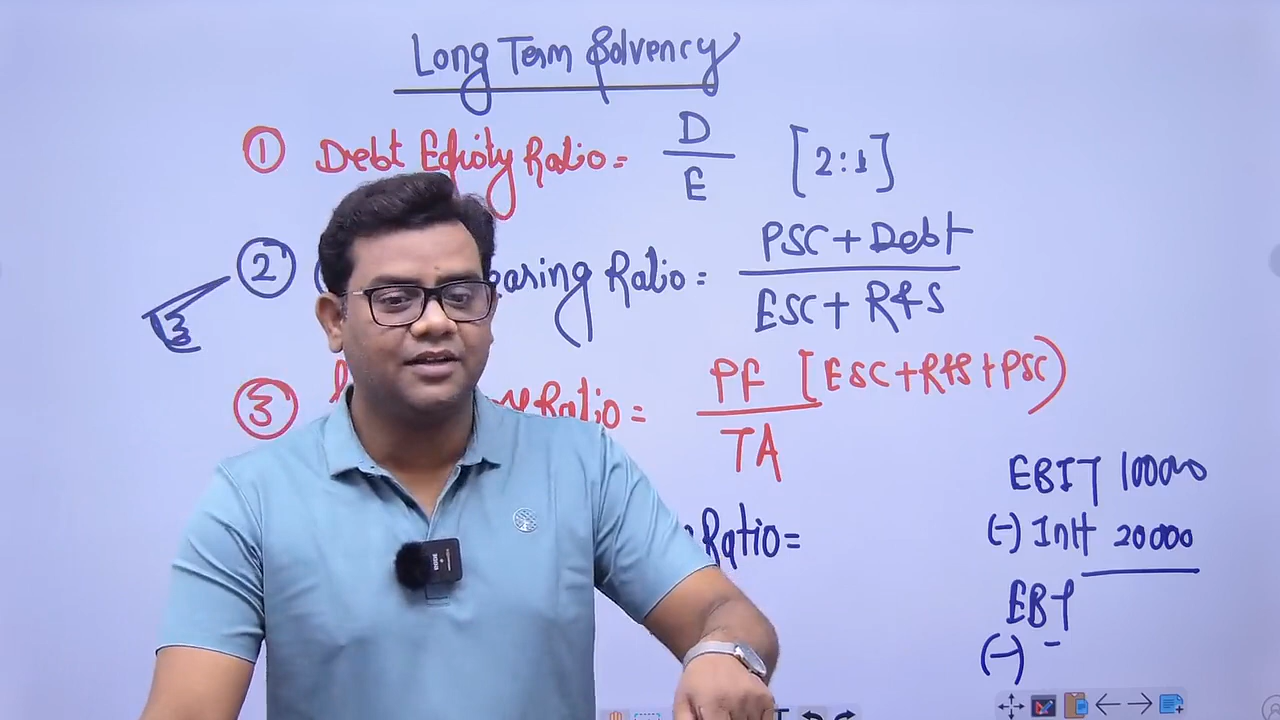 Long Term Solvency
① Debt Equity Ratio = D / E [2:1]
② earing Ratio = PSC + Debt / ESC + R&S
③ Ratio = PF [ESC + R&S + PSC) / TA
Ratio =
EBIT 100000
(-) Intt 20000
EBT
(-)